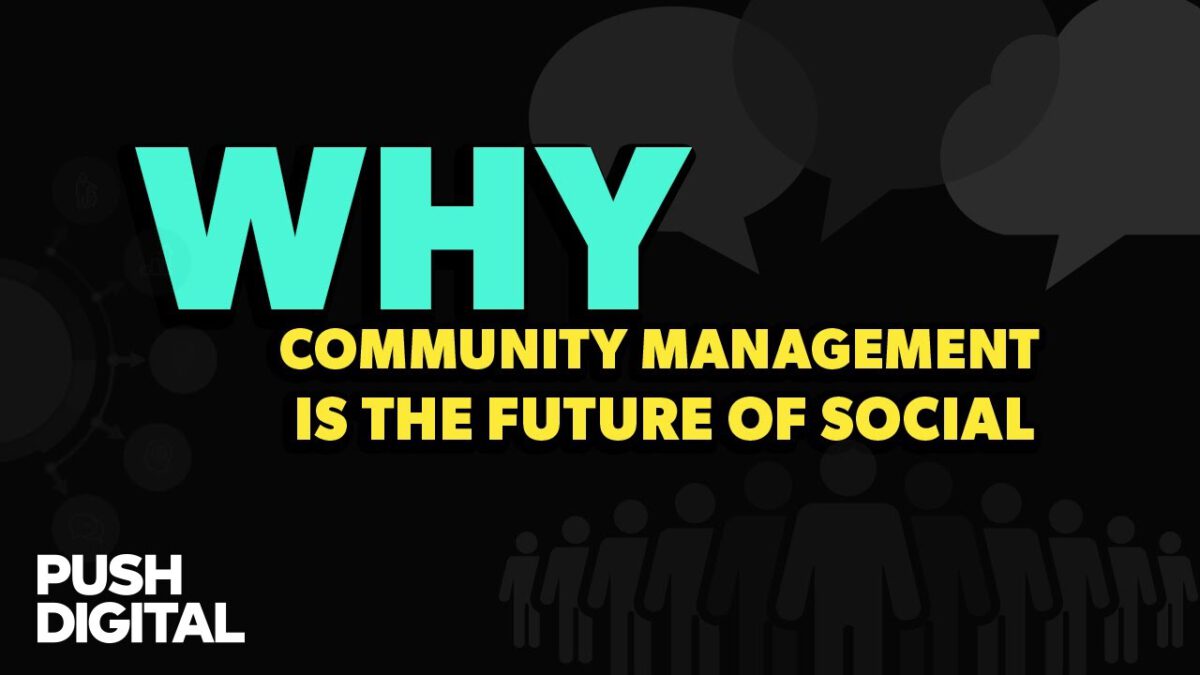 WHY
COMMUNITY MANAGEMENT
IS THE FUTURE OF SOCIAL
PUSH
DIGITAL